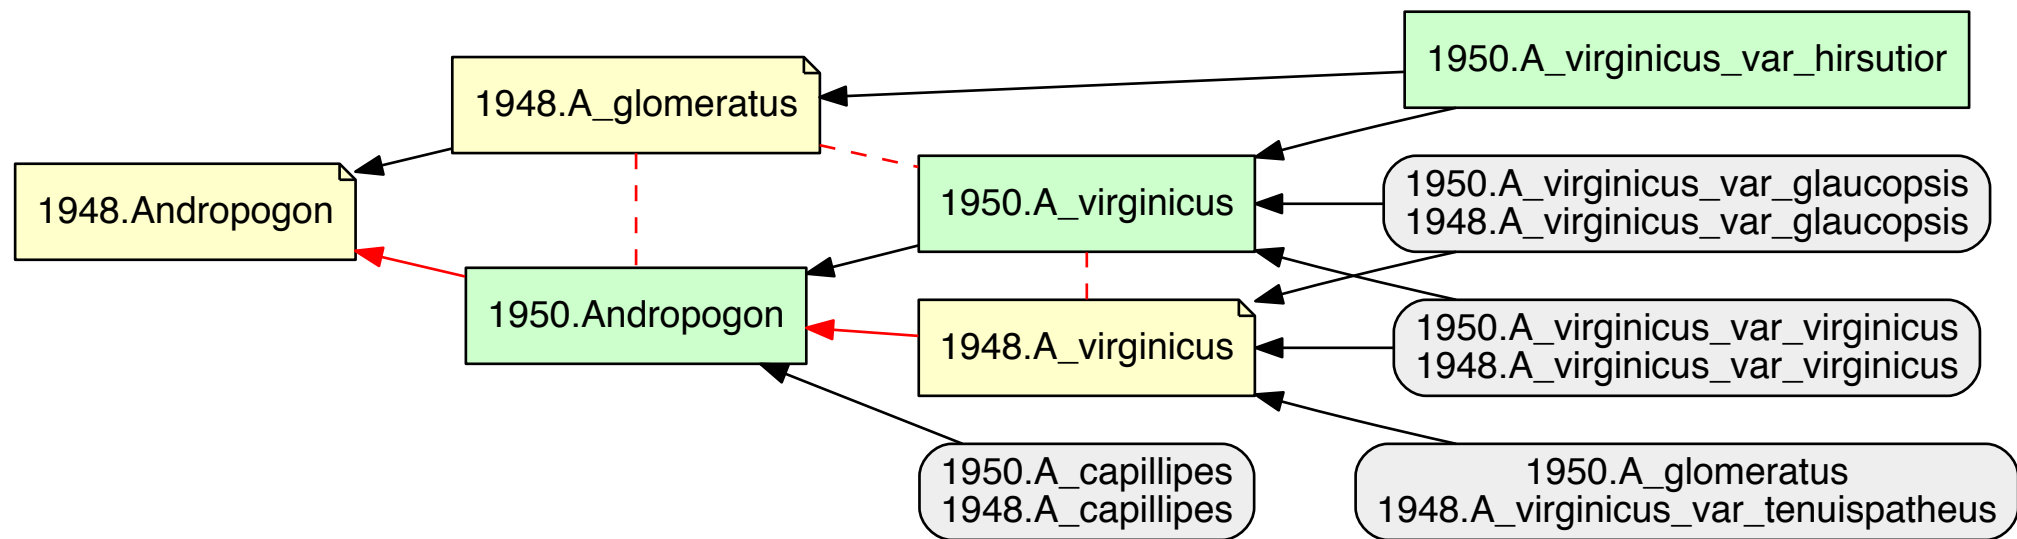 1950.A_virginicus_var_hirsutior
1948.A_glomeratus
1948.Andropogon
1950.A_virginicus
1950.A_virginicus_var_glaucopsis
1948.A_virginicus_var_glaucopsis
1950.Andropogon
1948.A_virginicus
1950.A_virginicus_var_virginicus
1948.A_virginicus_var_virginicus
1950.A_capillipes
1948.A_capillipes
1950.A_glomeratus
1948.A_virginicus_var_tenuispatheus